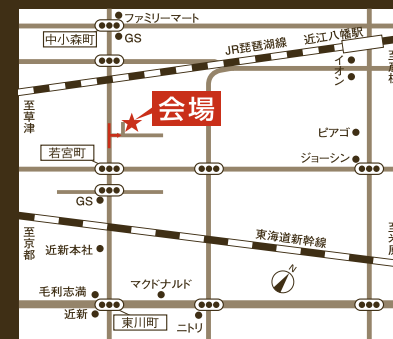 ファミリーマート
中小森町
GS
JR琵琶湖線
近江八幡駅
イオン
至草津
会場
ピアゴ
若宮町
ジョーシン
GS
東海道新幹線
至京都
近新本社
N
毛利志満
マクドナルド
近新
東川町
ニトリ